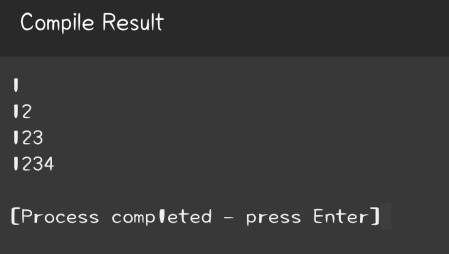 Compile Result
1
12
123
1234
[Process completed - press Enter]